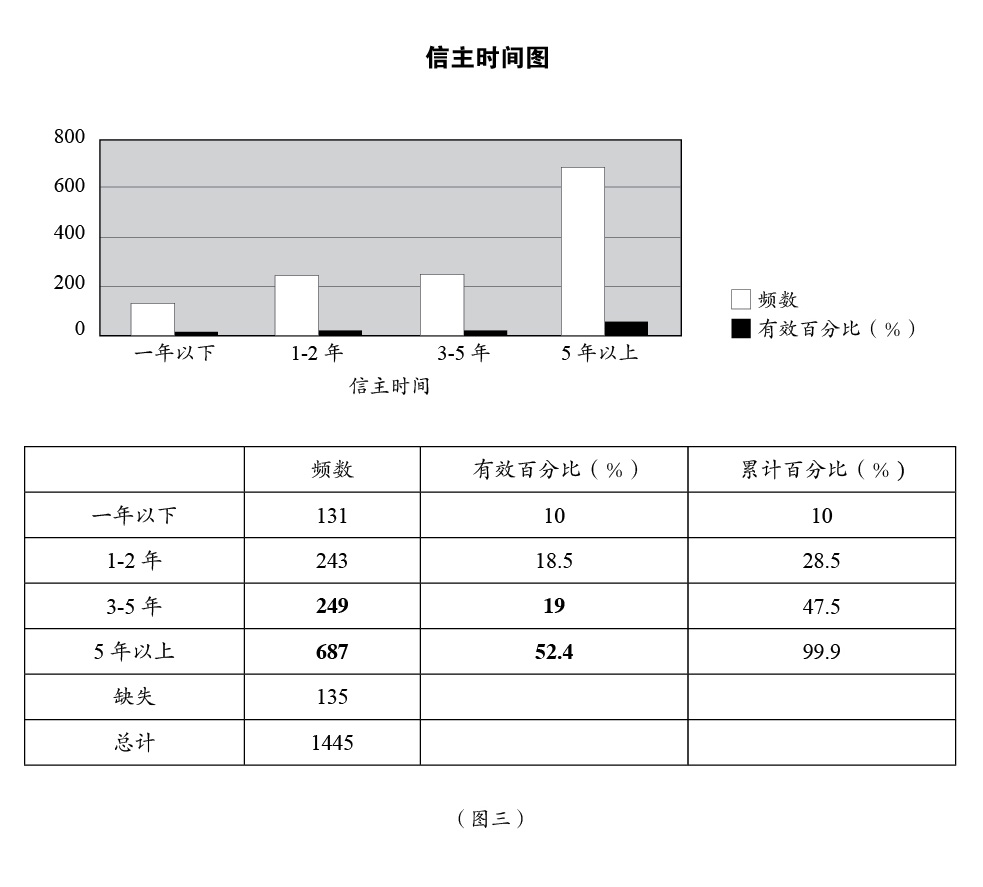 信主时间图
800
600
400
200
0
一年以下 1-2 年 3-5 年 5 年以上
信主时间
频数
有效百分比（%）
频数 有效百分比（%） 累计百分比（%)
一年以下 131 10 10
1-2 年 243 18.5 28.5
3-5 年 249 19 47.5
5 年以上 687 52.4 99.9
缺失 135
总计 1445
（图三）